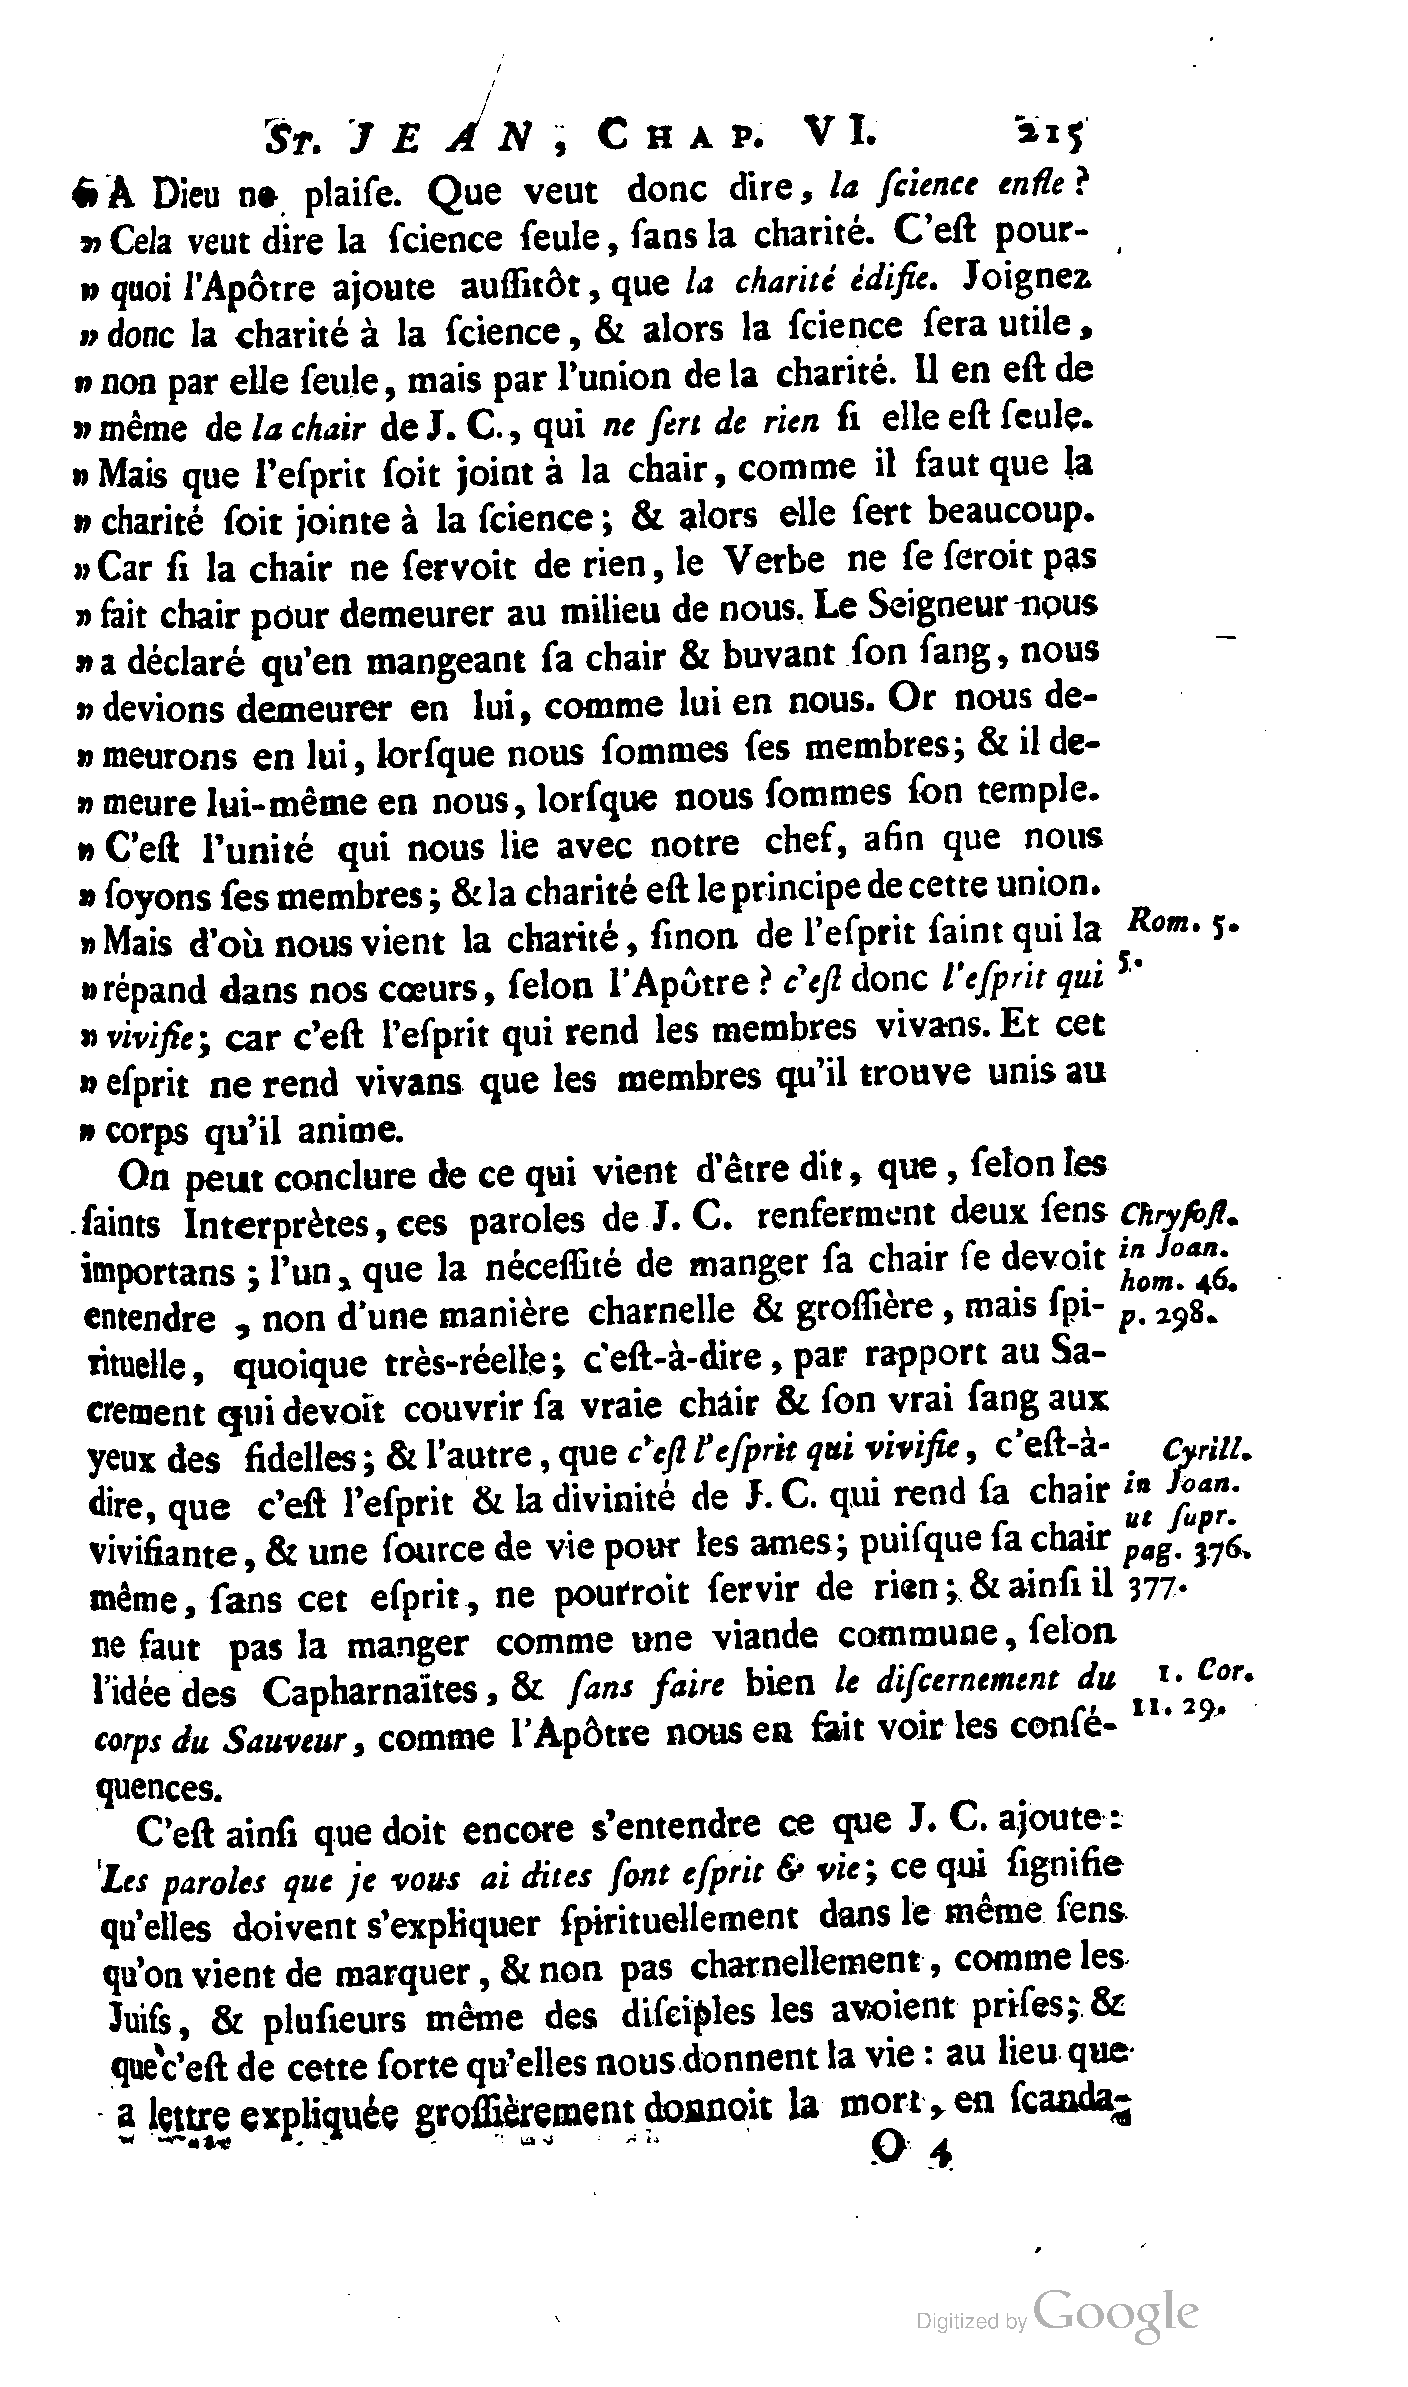 St. JEAN, CHAP. VI. 215
» A Dieu ne plaiſe. Que veut donc dire, la ſcience enfle ?
» Cela veut dire la ſcience ſeule, ſans la charité. C'eſt pour-
» quoi l'Apôtre ajoute auſſitôt, que la charité édifie. Joignez
» donc la charité à la ſcience, & alors la ſcience ſera utile,
» non par elle ſeule, mais par l'union de la charité. Il en eſt de
» même de la chair de J. C., qui ne ſert de rien ſi elle eſt ſeule.
» Mais que l'eſprit ſoit joint à la chair, comme il faut que la
» charité ſoit jointe à la ſcience; & alors elle ſert beaucoup.
» Car ſi la chair ne ſervoit de rien, le Verbe ne ſe ſeroit pas
» fait chair pour demeurer au milieu de nous. Le Seigneur nous
» a déclaré qu'en mangeant ſa chair & buvant ſon ſang, nous
» devions demeurer en lui, comme lui en nous. Or nous de-
» meurons en lui, lorſque nous ſommes ſes membres; & il de-
» meure lui-même en nous, lorſque nous ſommes ſon temple.
» C'eſt l'unité qui nous lie avec notre chef, afin que nous
» ſoyons ſes membres; & la charité eſt le principe de cette union.
» Mais d'où nous vient la charité, ſinon de l'eſprit ſaint qui la
» répand dans nos cœurs, ſelon l'Apôtre ? c'eſt donc l'eſprit qui
» vivifie; car c'eſt l'eſprit qui rend les membres vivans. Et cet
» eſprit ne rend vivans que les membres qu'il trouve unis au
» corps qu'il anime.
Rom. 5.
5.
On peut conclure de ce qui vient d'être dit, que, ſelon les
ſaints Interprètes, ces paroles de J. C. renferment deux ſens
importans ; l'un, que la néceſſité de manger ſa chair ſe devoit
entendre, non d'une manière charnelle & groſſière, mais ſpi-
rituelle, quoique très-réelle; c'eſt-à-dire, par rapport au Sa-
crement qui devoit couvrir ſa vraie chair & ſon vrai ſang aux
yeux des fidelles; & l'autre, que c'eſt l'eſprit qui vivifie, c'eſt-à-
dire, que c'eſt l'eſprit & la divinité de J. C. qui rend ſa chair
vivifiante, & une ſource de vie pour les ames; puiſque ſa chair
même, ſans cet eſprit, ne pourroit ſervir de rien; & ainſi il
ne faut pas la manger comme une viande commune, ſelon
l'idée des Capharnaïtes, & ſans faire bien le diſcernement du
corps du Sauveur, comme l'Apôtre nous en fait voir les conſé-
quences.
Chryſoſt.
in Joan.
hom. 46.
p. 298.
Cyrill.
in Joan.
ut ſupr.
pag. 376.
377.
1. Cor.
11. 29.
C'eſt ainſi que doit encore s'entendre ce que J. C. ajoute :
Les paroles que je vous ai dites ſont eſprit & vie; ce qui ſignifie
qu'elles doivent s'expliquer ſpirituellement dans le même ſens
qu'on vient de marquer, & non pas charnellement, comme les
Juifs, & pluſieurs même des diſciples les avoient priſes; & 
que c'eſt de cette ſorte qu'elles nous donnent la vie : au lieu que
a lettre expliquée groſſièrement donnoit la mort, en ſcanda-
O 4
Digitized by Google